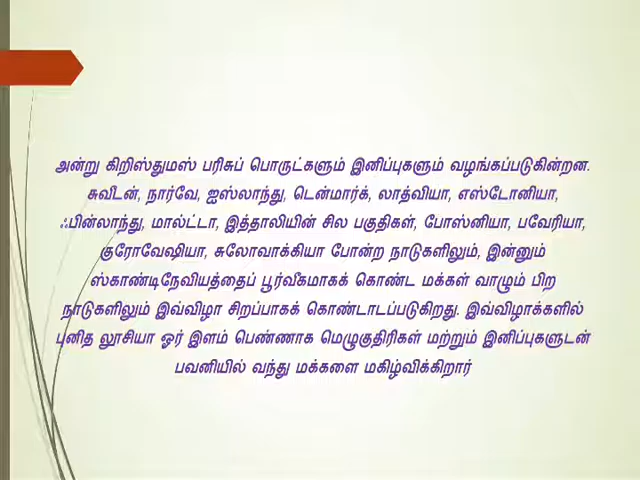 அன்று கிறிஸ்துமஸ் பரிசுப் பொருட்களும் இனிப்புகளும் வழங்கப்படுகின்றன.
சுவீடன், நார்வே, ஐஸ்லாந்து, டென்மார்க், லாத்வியா, எஸ்டோனியா,
ஃபின்லாந்து, மால்ட்டா, இத்தாலியின் சில பகுதிகள், போஸ்னியா, பவேரியா,
குரோவேஷியா, சுலோவாக்கியா போன்ற நாடுகளிலும், இன்னும்
ஸ்காண்டிநேவியத்தைப் பூர்வீகமாகக் கொண்ட மக்கள் வாழும் பிற
நாடுகளிலும் இவ்விழா சிறப்பாகக் கொண்டாடப்படுகிறது. இவ்விழாக்களில்
புனித லூசியா ஓர் இளம் பெண்ணாக மெழுகுதிரிகள் மற்றும் இனிப்புகளுடன்
பவனியில் வந்து மக்களை மகிழ்விக்கிறார்